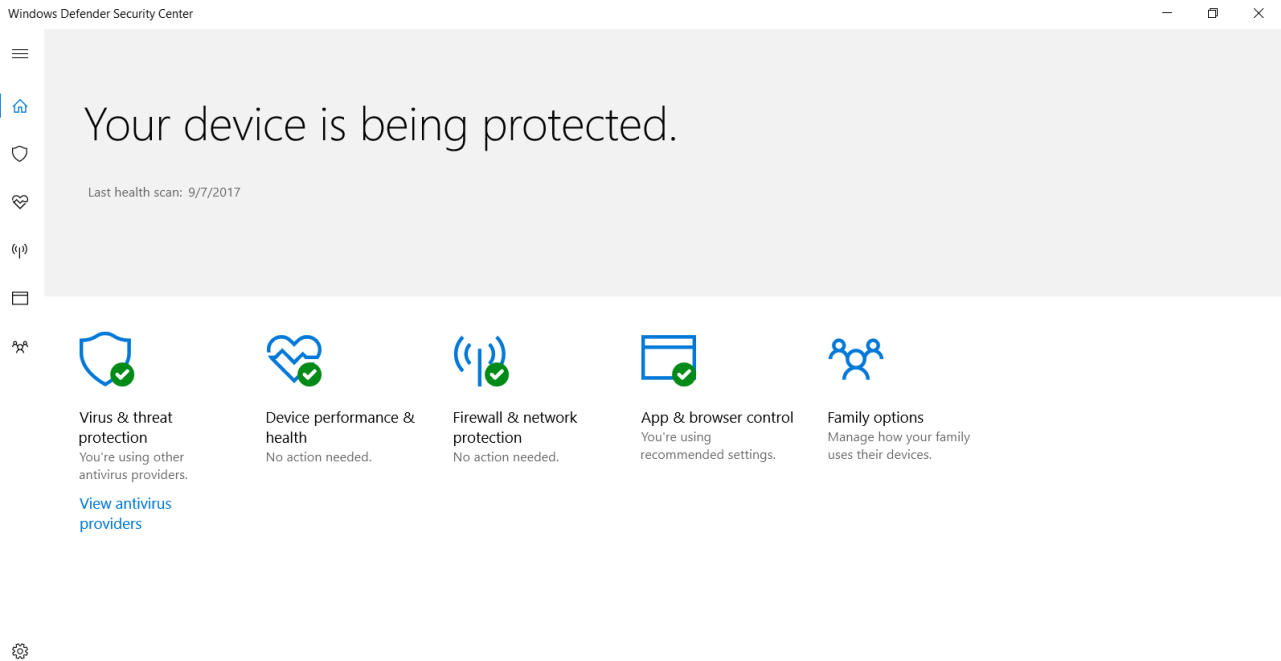 Windows Defender Security Center
Your device is being protected.
Last health scan: 9/7/2017
Virus & threat
protection
You're using other
antivirus providers.
View antivirus
providers
Device performance &
health
No action needed.
Firewall & network
protection
No action needed.
App & browser control
You're using
recommended settings.
Family options
Manage how your family
uses their devices.